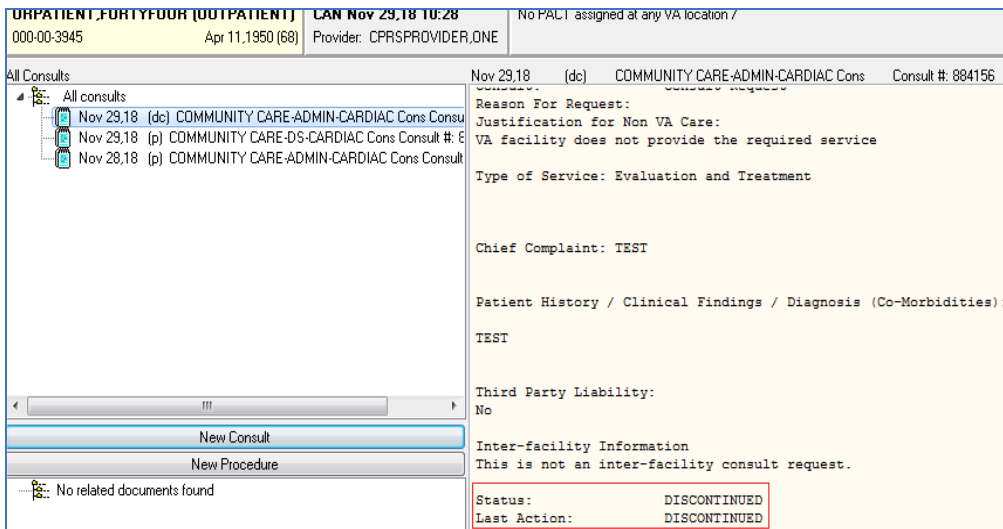 ORPATIENT,FORTYFOUR (OUTPATIENT)
000-00-3945 Apr 11,1950 (68)
CAN Nov 29,18 10:28
Provider: CPRSPROVIDER,ONE
No PACT assigned at any VA location /
All Consults
All consults
Nov 29,18 (dc) COMMUNITY CARE-ADMIN-CARDIAC Cons Consu
Nov 29,18 (p) COMMUNITY CARE-DS-CARDIAC Cons Consult #: 8
Nov 28,18 (p) COMMUNITY CARE-ADMIN-CARDIAC Cons Consult
New Consult
New Procedure
No related documents found
Nov 29,18 (dc) COMMUNITY CARE-ADMIN-CARDIAC Cons Consult #: 884156
Reason For Request:
Justification for Non VA Care:
VA facility does not provide the required service
Type of Service: Evaluation and Treatment
Chief Complaint: TEST
Patient History / Clinical Findings / Diagnosis (Co-Morbidities):
TEST
Third Party Liability:
No
Inter-facility Information
This is not an inter-facility consult request.
Status: DISCONTINUED
Last Action: DISCONTINUED